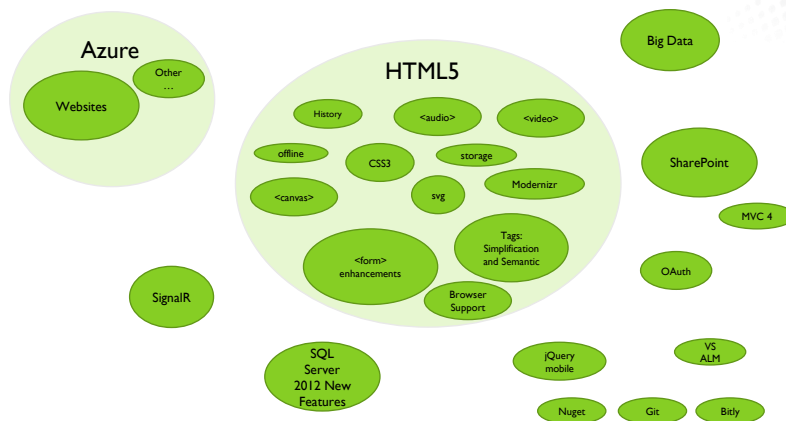 Azure
Other
…
Websites
HTML5
History
<audio>
<video>
offline
CSS3
storage
<canvas>
svg
Modernizr
<form>
enhancements
Tags:
Simplification
and Semantic
Browser
Support
Big Data
SharePoint
MVC 4
OAuth
SignalR
SQL
Server
2012 New
Features
jQuery
mobile
VS
ALM
Nuget
Git
Bitly